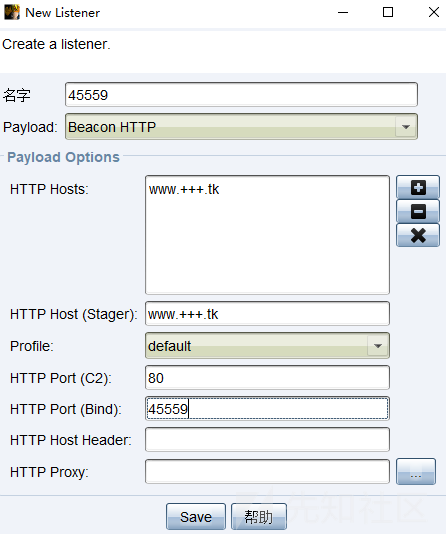 New Listener
Create a listener.
名字 45559
Payload: Beacon HTTP
Payload Options
HTTP Hosts: www.+++.tk
HTTP Host (Stager): www.+++.tk
Profile: default
HTTP Port (C2): 80
HTTP Port (Bind): 45559
HTTP Host Header:
HTTP Proxy: ...
Save 帮助
先知社区